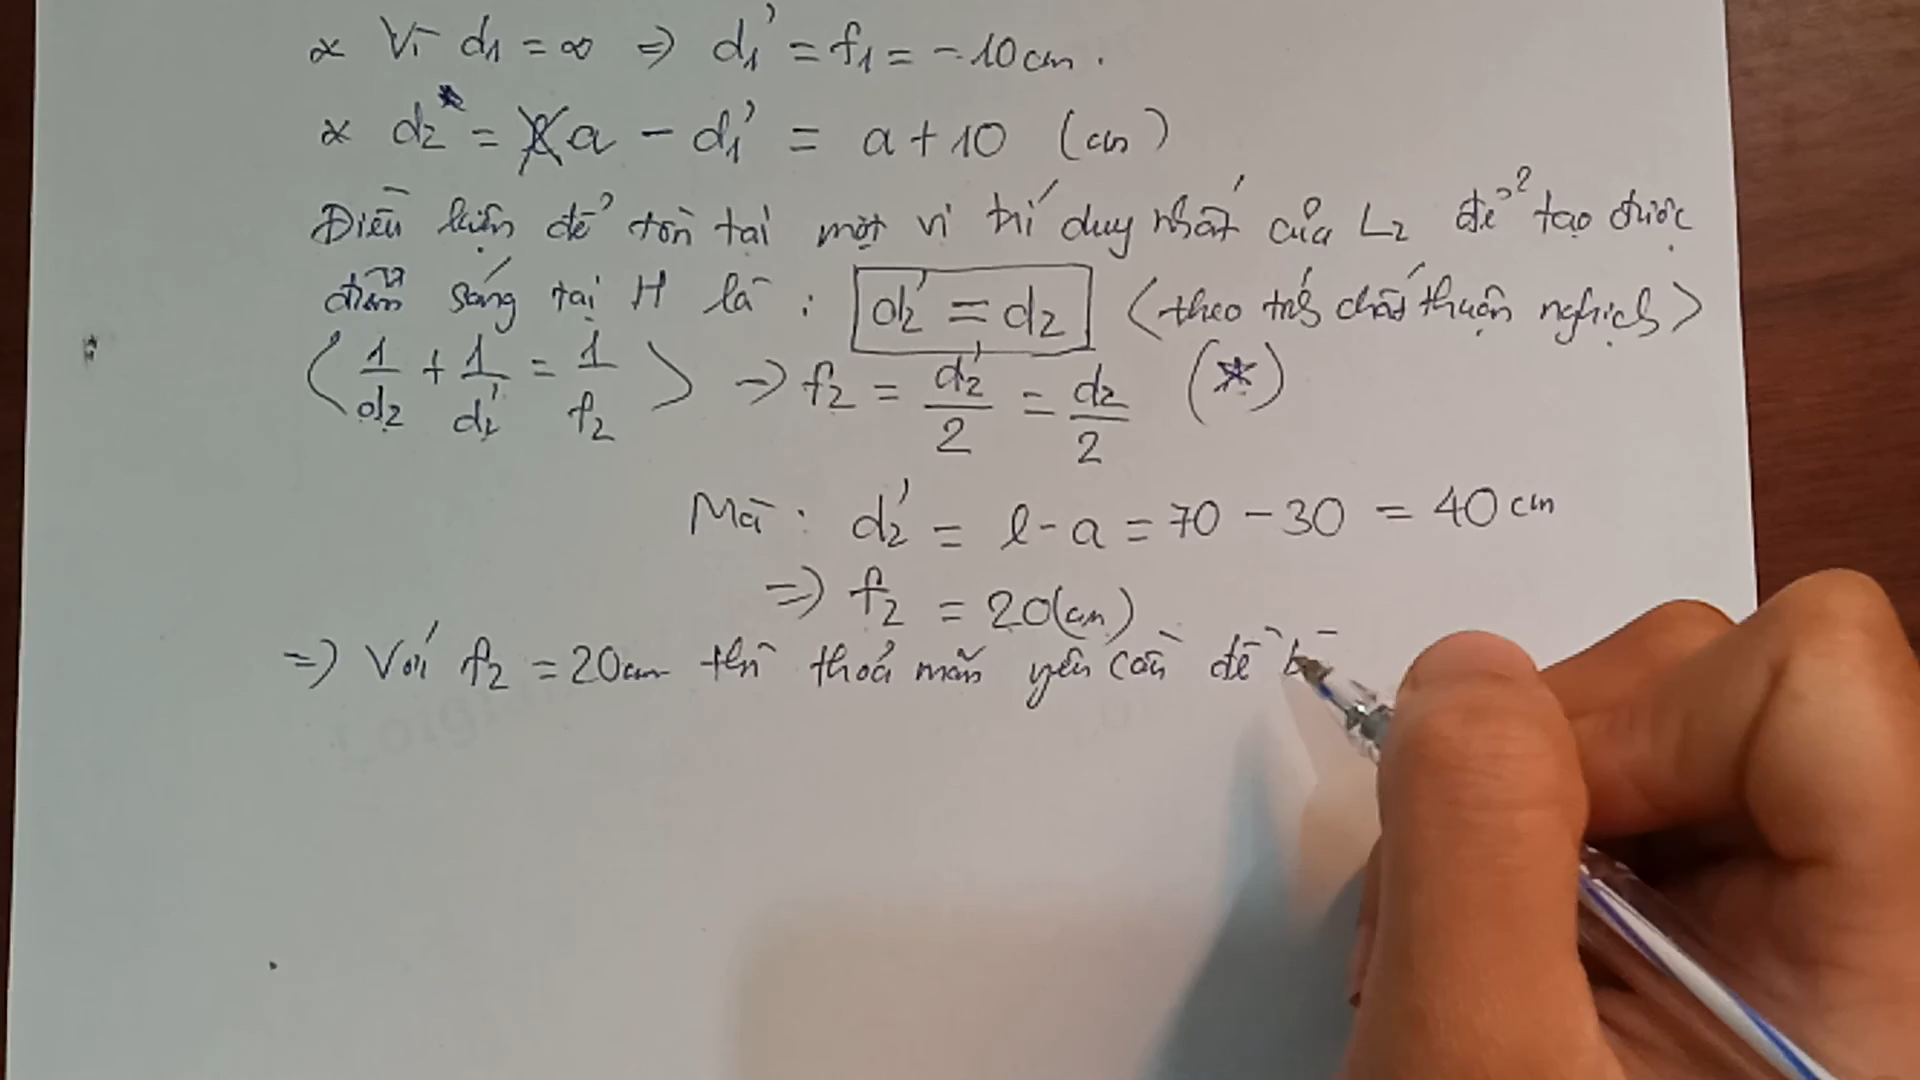 ∝ Vì d₁ = ∞ => d₁' = f₁ = -10cm.
∝ d₂ = a - d₁' = a + 10 (cm)
Điều kiện để tồn tại một vị trí duy nhất của L₂ để tạo được
điểm sáng tại H là : d₂' = d₂ (theo tính chất thuận nghịch)
(1/d₂ + 1/d₂' = 1/f₂) => f₂ = d₂'/2 = d₂/2 (*)
Mà : d₂' = l - a = 70 - 30 = 40 cm
=> f₂ = 20(cm)
=> Với f₂ = 20cm thì thoả mãn yêu cầu đề